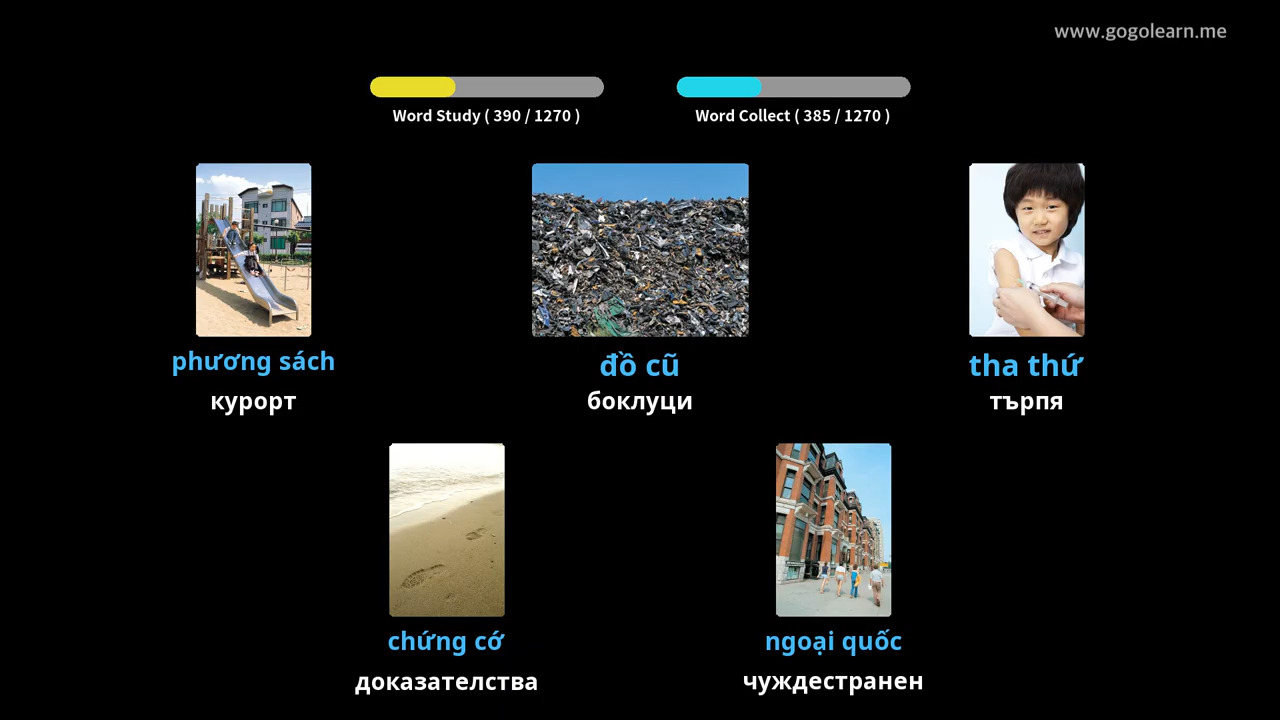 www.gogolearn.me
Word Study ( 390 / 1270 )
Word Collect ( 385 / 1270 )
phương sách
курорт
đồ cũ
боклуци
tha thứ
търпя
chứng cớ
доказателства
ngoại quốc
чуждестранен